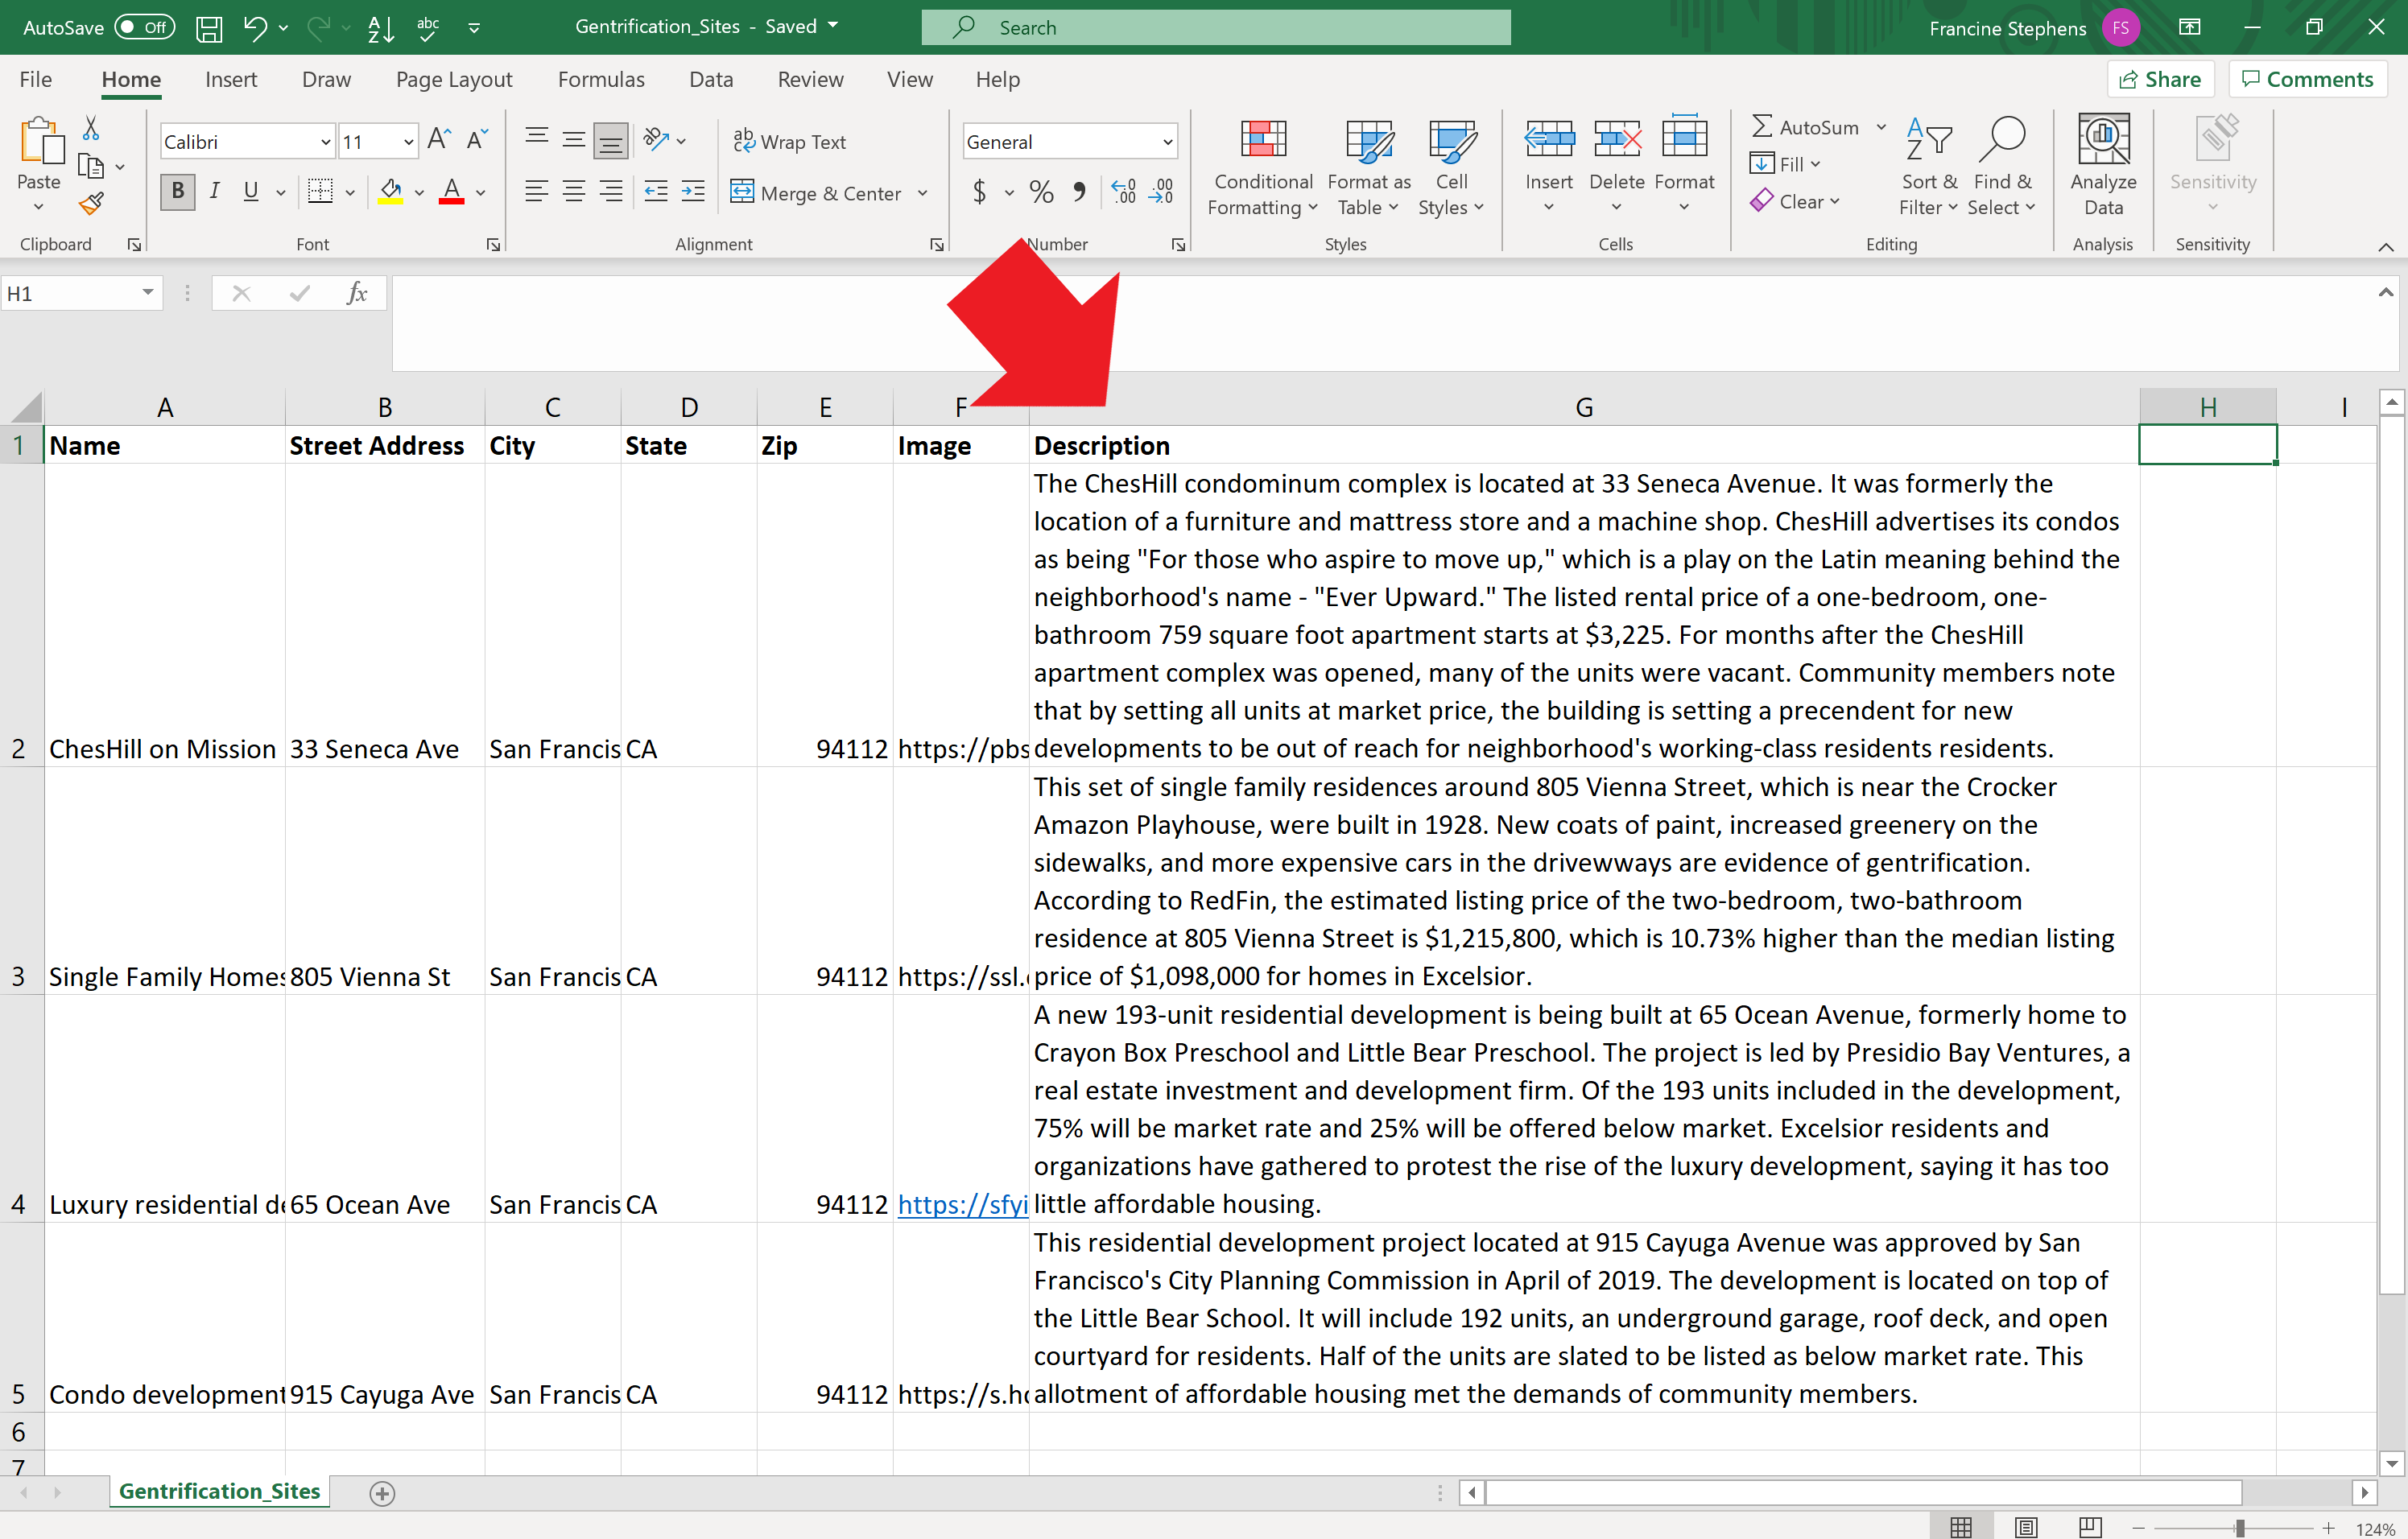 AutoSave Off abc Gentrification_Sites - Saved Search Francine Stephens FS
File Home Insert Draw Page Layout Formulas Data Review View Help Share Comments
Calibri 11 Wrap Text General AutoSum
Paste B I U A Merge & Center $ % Conditional Formatting Format as Table Cell Styles Insert Delete Format Fill Clear Sort & Filter Find & Select Analyze Data Sensitivity
Clipboard Font Alignment Number Styles Cells Editing Analysis Sensitivity
H1 fx
A B C D E F G H I
1 Name Street Address City State Zip Image Description
The ChesHill condominum complex is located at 33 Seneca Avenue. It was formerly the
location of a furniture and mattress store and a machine shop. ChesHill advertises its condos
as being "For those who aspire to move up," which is a play on the Latin meaning behind the
neighborhood's name - "Ever Upward." The listed rental price of a one-bedroom, one-
bathroom 759 square foot apartment starts at $3,225. For months after the ChesHill
apartment complex was opened, many of the units were vacant. Community members note
that by setting all units at market price, the building is setting a precendent for new
2 ChesHill on Mission 33 Seneca Ave San Francis CA 94112 https://pbs developments to be out of reach for neighborhood's working-class residents residents.
This set of single family residences around 805 Vienna Street, which is near the Crocker
Amazon Playhouse, were built in 1928. New coats of paint, increased greenery on the
sidewalks, and more expensive cars in the drivewways are evidence of gentrification.
According to RedFin, the estimated listing price of the two-bedroom, two-bathroom
residence at 805 Vienna Street is $1,215,800, which is 10.73% higher than the median listing
3 Single Family Homes 805 Vienna St San Francis CA 94112 https://ssl. price of $1,098,000 for homes in Excelsior.
A new 193-unit residential development is being built at 65 Ocean Avenue, formerly home to
Crayon Box Preschool and Little Bear Preschool. The project is led by Presidio Bay Ventures, a
real estate investment and development firm. Of the 193 units included in the development,
75% will be market rate and 25% will be offered below market. Excelsior residents and
organizations have gathered to protest the rise of the luxury development, saying it has too
4 Luxury residential de 65 Ocean Ave San Francis CA 94112 https://sfyi little affordable housing.
This residential development project located at 915 Cayuga Avenue was approved by San
Francisco's City Planning Commission in April of 2019. The development is located on top of
the Little Bear School. It will include 192 units, an underground garage, roof deck, and open
courtyard for residents. Half of the units are slated to be listed as below market rate. This
5 Condo development 915 Cayuga Ave San Francis CA 94112 https://s.hd allotment of affordable housing met the demands of community members.
6
7
Gentrification_Sites
124%